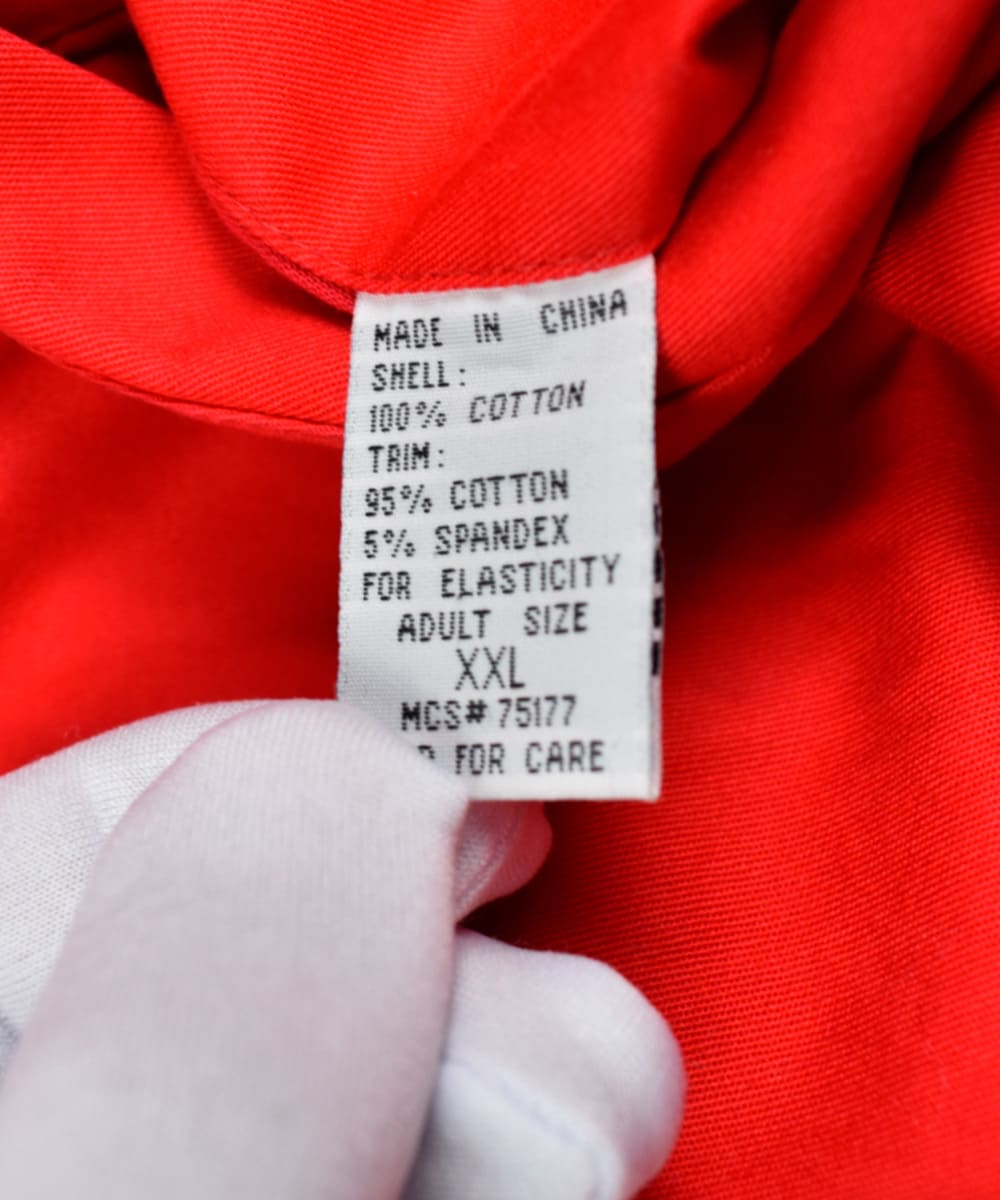 MADE IN CHINA
SHELL:
100% COTTON
TRIM:
95% COTTON
5% SPANDEX
FOR ELASTICITY
ADULT SIZE
XXL
MCS# 75177
FOR CARE